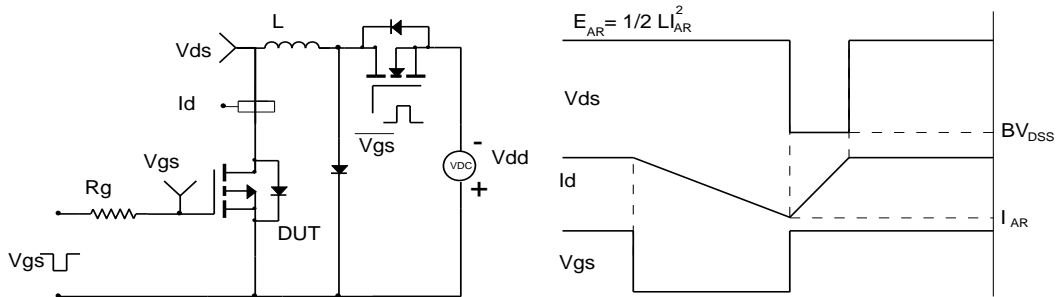 L
Vds
Id
Vgs
Vgs
Rg
DUT
Vgs
VDC
-
+
Vdd
E_AR = 1/2 LI_AR^2
Vds
BV_DSS
Id
I_AR
Vgs